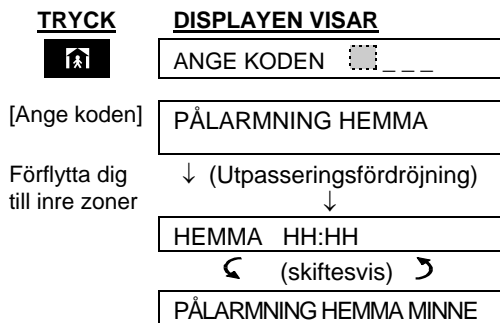 TRYCK DISPLAYEN VISAR
ANGE KODEN _ _ _
[Ange koden] PÅLARMNING HEMMA
Förflytta dig ↓ (Utpasseringsfördröjning)
till inre zoner ↓
HEMMA HH:HH
(skiftesvis)
PÅLARMNING HEMMA MINNE